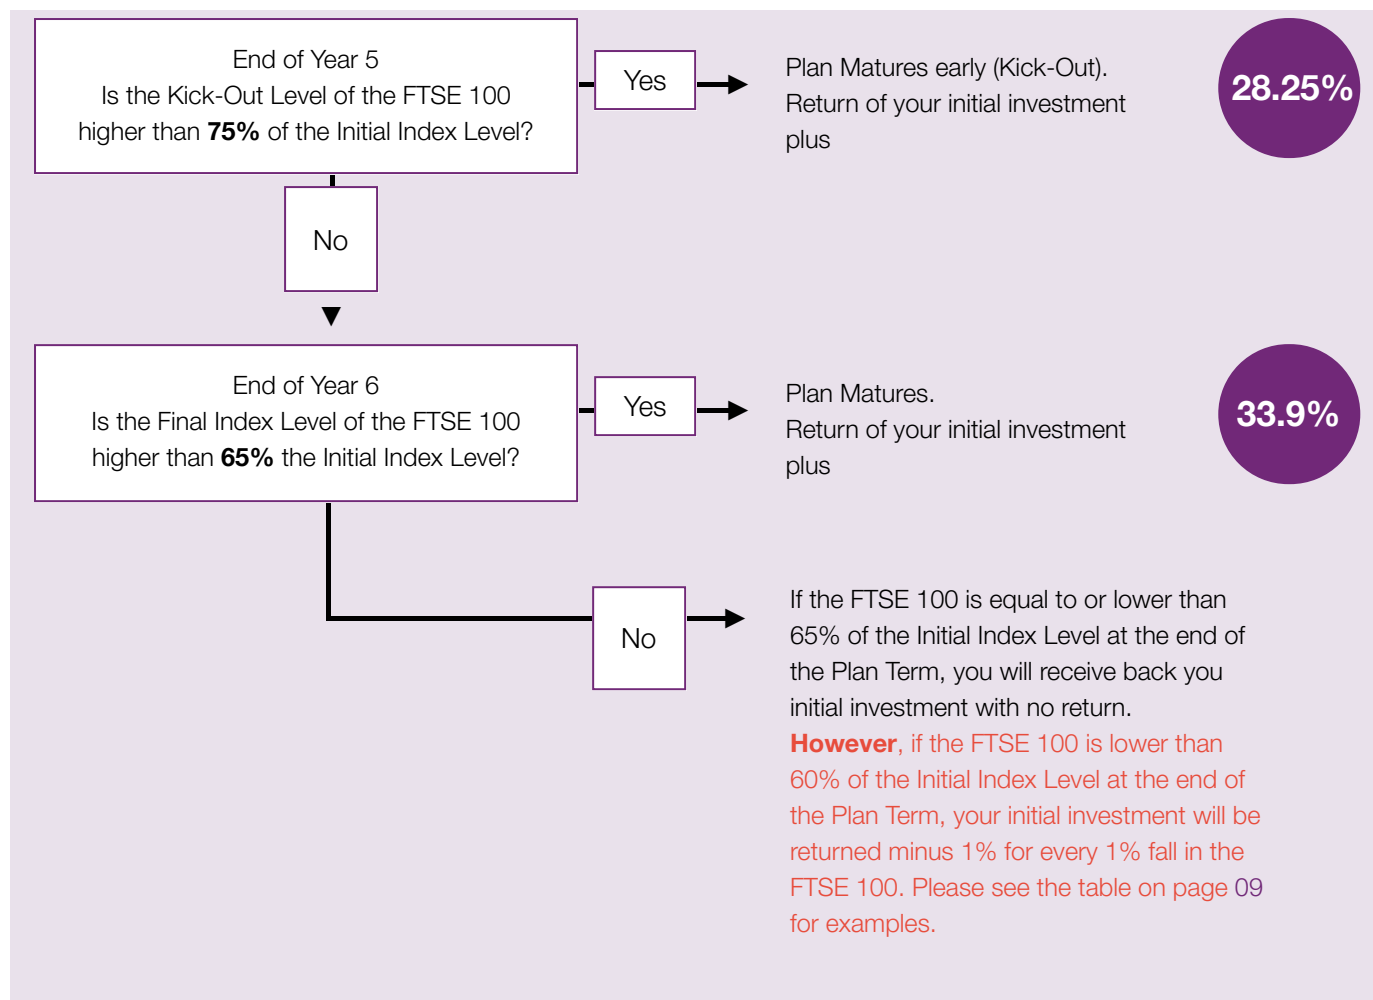 End of Year 5
Is the Kick-Out Level of the FTSE 100
higher than 75% of the Initial Index Level?
Yes
Plan Matures early (Kick-Out).
Return of your initial investment
plus
28.25%
No
End of Year 6
Is the Final Index Level of the FTSE 100
higher than 65% the Initial Index Level?
Yes
Plan Matures.
Return of your initial investment
plus
33.9%
No
If the FTSE 100 is equal to or lower than
65% of the Initial Index Level at the end of
the Plan Term, you will receive back you
initial investment with no return.
However, if the FTSE 100 is lower than
60% of the Initial Index Level at the end of
the Plan Term, your initial investment will be
returned minus 1% for every 1% fall in the
FTSE 100. Please see the table on page 09
for examples.